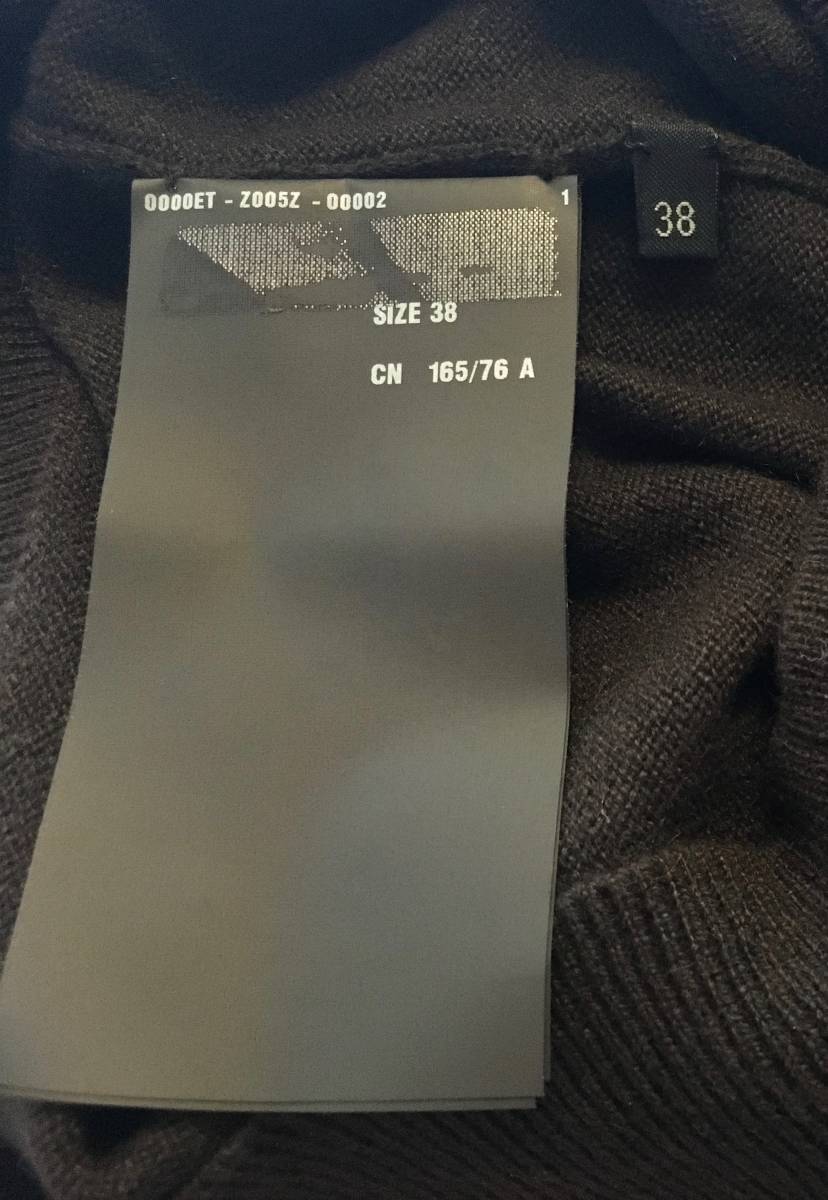 0000ET - Z005Z - 00002 1
38
SIZE 38
CN 165/76 A